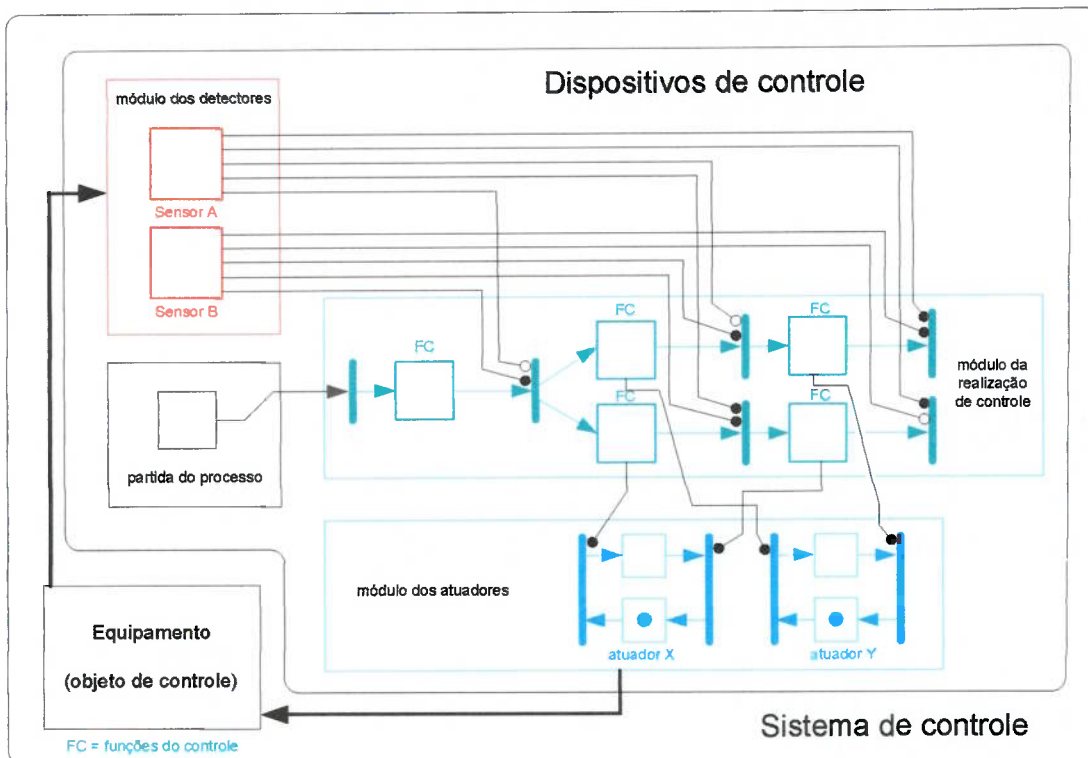 Dispositivos de controle
módulo dos detectores
Sensor A
Sensor B
FC
FC
FC
FC
FC
módulo da
realização
de controle
partida do processo
módulo dos atuadores
atuador X
atuador Y
Equipamento
(objeto de controle)
Sistema de controle
FC = funções do controle